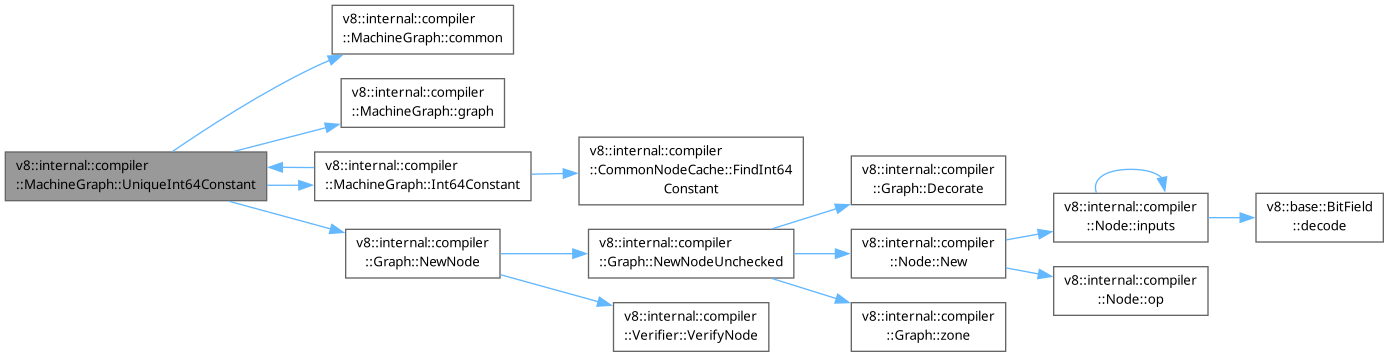 v8::internal::compiler
::MachineGraph::common
v8::internal::compiler
::MachineGraph::graph
v8::internal::compiler
::MachineGraph::UniqueInt64Constant
v8::internal::compiler
::MachineGraph::Int64Constant
v8::internal::compiler
::CommonNodeCache::FindInt64
Constant
v8::internal::compiler
::Graph::NewNode
v8::internal::compiler
::Graph::NewNodeUnchecked
v8::internal::compiler
::Verifier::VerifyNode
v8::internal::compiler
::Graph::Decorate
v8::internal::compiler
::Node::New
v8::internal::compiler
::Graph::zone
v8::internal::compiler
::Node::inputs
v8::internal::compiler
::Node::op
v8::base::BitField
::decode